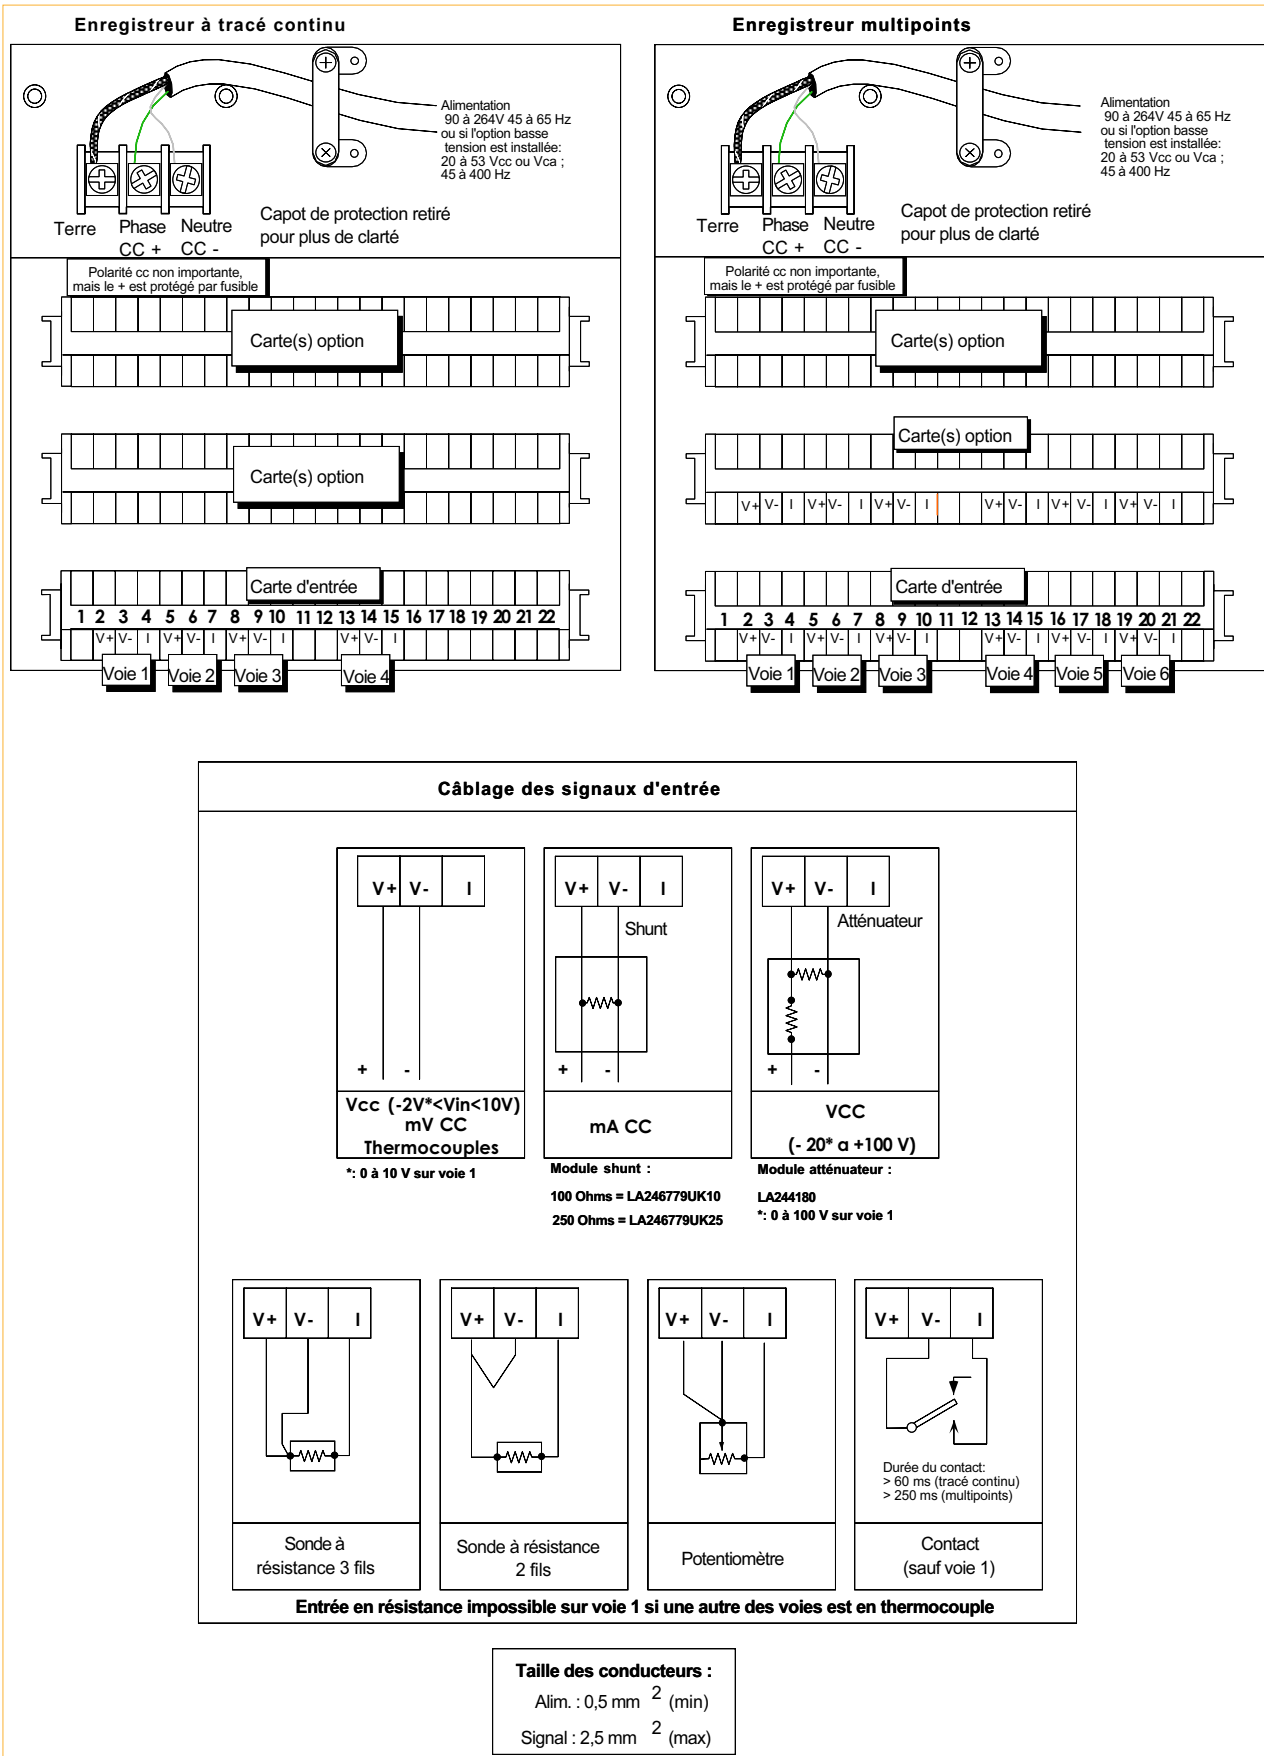 Enregistreur à tracé continu
Alimentation
90 à 264V 45 à 65 Hz
ou si l'option basse
tension est installée:
20 à 53 Vcc ou Vca ;
45 à 400 Hz
Terre Phase Neutre
CC + CC -
Capot de protection retiré
pour plus de clarté
Polarité cc non importante,
mais le + est protégé par fusible
Carte(s) option
Carte(s) option
Carte d'entrée
1 2 3 4 5 6 7 8 9 10 11 12 13 14 15 16 17 18 19 20 21 22
V+ V- I V+ V- I V+ V- I V+ V- I
Voie 1 Voie 2 Voie 3 Voie 4
Enregistreur multipoints
Alimentation
90 à 264V 45 à 65 Hz
ou si l'option basse
tension est installée:
20 à 53 Vcc ou Vca ;
45 à 400 Hz
Terre Phase Neutre
CC + CC -
Capot de protection retiré
pour plus de clarté
Polarité cc non importante,
mais le + est protégé par fusible
Carte(s) option
Carte(s) option
V+ V- I V+ V- I V+ V- I V+ V- I V+ V- I V+ V- I
Carte d'entrée
1 2 3 4 5 6 7 8 9 10 11 12 13 14 15 16 17 18 19 20 21 22
V+ V- I V+ V- I V+ V- I V+ V- I V+ V- I V+ V- I
Voie 1 Voie 2 Voie 3 Voie 4 Voie 5 Voie 6
Câblage des signaux d'entrée
V+ V- I
+ -
Vcc (-2V*<Vin<10V)
mV CC
Thermocouples
*: 0 à 10 V sur voie 1
V+ V- I
Shunt
+ -
mA CC
Module shunt :
100 Ohms = LA246779UK10
250 Ohms = LA246779UK25
V+ V- I
Atténuateur
+ -
VCC
(- 20* a +100 V)
Module atténuateur :
LA244180
*: 0 à 100 V sur voie 1
V+ V- I
Sonde à
résistance 3 fils
V+ V- I
Sonde à résistance
2 fils
V+ V- I
Potentiomètre
V+ V- I
Durée du contact:
> 60 ms (tracé continu)
> 250 ms (multipoints)
Contact
(sauf voie 1)
Entrée en résistance impossible sur voie 1 si une autre des voies est en thermocouple
Taille des conducteurs :
Alim. : 0,5 mm 2 (min)
Signal : 2,5 mm 2 (max)